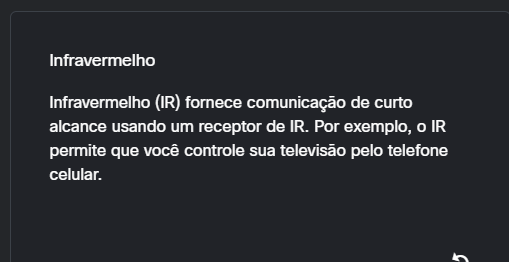 Infravermelho
Infravermelho (IR) fornece comunicação de curto
alcance usando um receptor de IR. Por exemplo, o IR
permite que você controle sua televisão pelo telefone
celular.